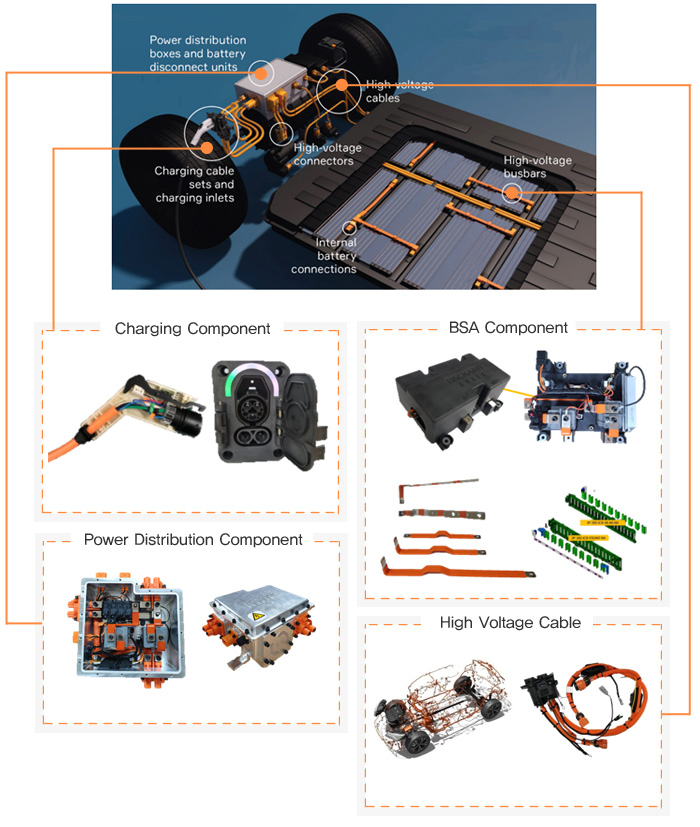 Power distribution
boxes and battery
disconnect units
High-voltage
cables
High-voltage
connectors
High-voltage
busbars
Charging cable
sets and
charging inlets
Internal
battery
connections
Charging Component
BSA Component
Power Distribution Component
High Voltage Cable